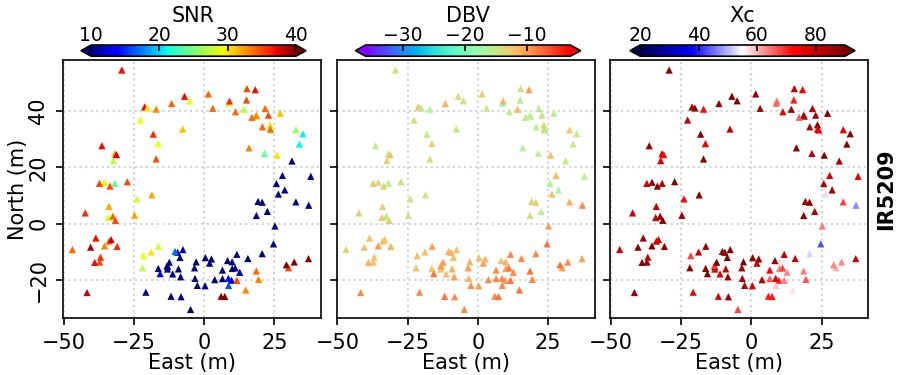 SNR DBV Xc
10 20 30 40 −30 −20 −10 20 40 60 80
North (m)
40
20
0
−20
−50 −25 0 25 −50 −25 0 25 −50 −25 0 25
East (m) East (m) East (m)
IR5209